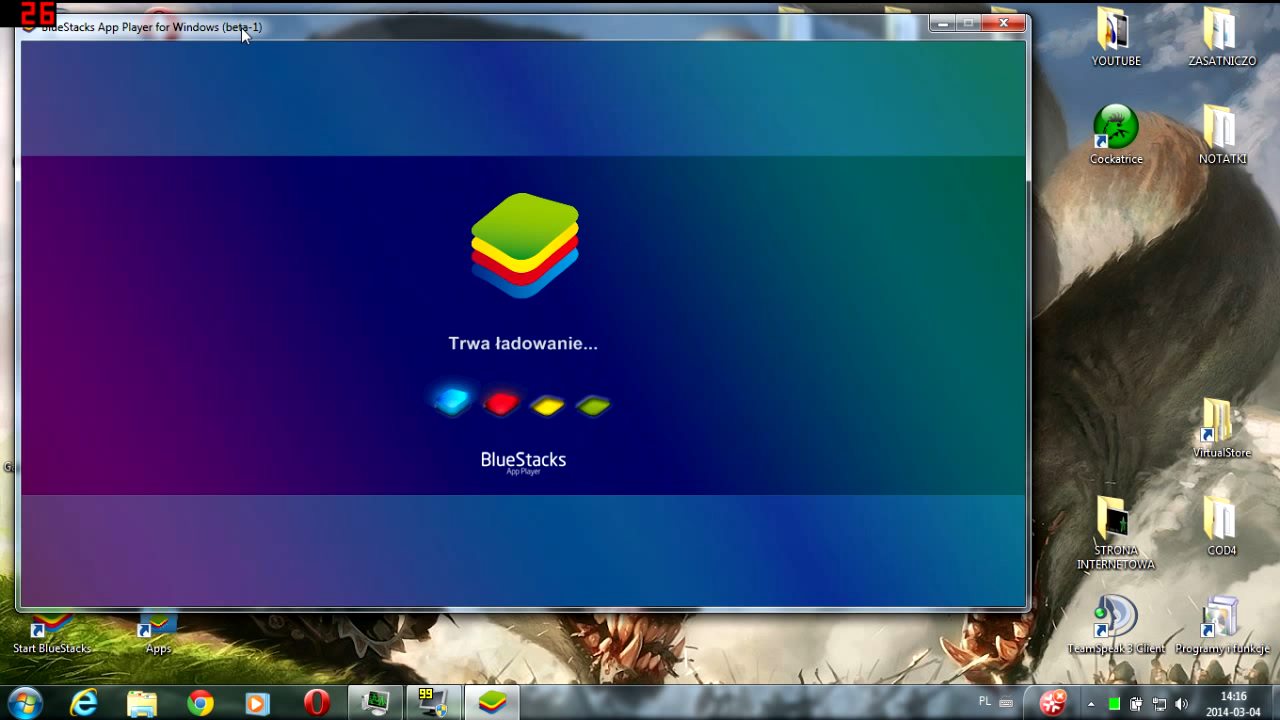 26
BlueStacks App Player for Windows (beta-1)
YOUTUBE
ZASATNICZO
Cockatrice
NOTATKI
Trwa ładowanie...
BlueStacks
App Player
VirtualStore
STRONA
INTERNETOWA
COD4
Start BlueStacks
Apps
TeamSpeak 3 Client
Programy i funkcje
99
PL
14:16
2014-03-04